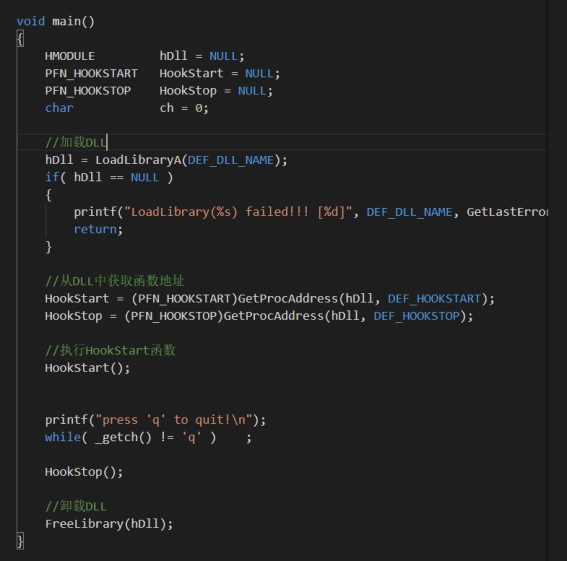 void main()
{
    HMODULE         hDll = NULL;
    PFN_HOOKSTART   HookStart = NULL;
    PFN_HOOKSTOP    HookStop = NULL;
    char            ch = 0;
    //加载DLL
    hDll = LoadLibraryA(DEF_DLL_NAME);
    if( hDll == NULL )
    {
        printf("LoadLibrary(%s) failed!!! [%d]", DEF_DLL_NAME, GetLastError
        return;
    }
    //从DLL中获取函数地址
    HookStart = (PFN_HOOKSTART)GetProcAddress(hDll, DEF_HOOKSTART);
    HookStop = (PFN_HOOKSTOP)GetProcAddress(hDll, DEF_HOOKSTOP);
    //执行HookStart函数
    HookStart();
    printf("press 'q' to quit!\n");
    while( _getch() != 'q' )    ;
    HookStop();
    //卸载DLL
    FreeLibrary(hDll);
}